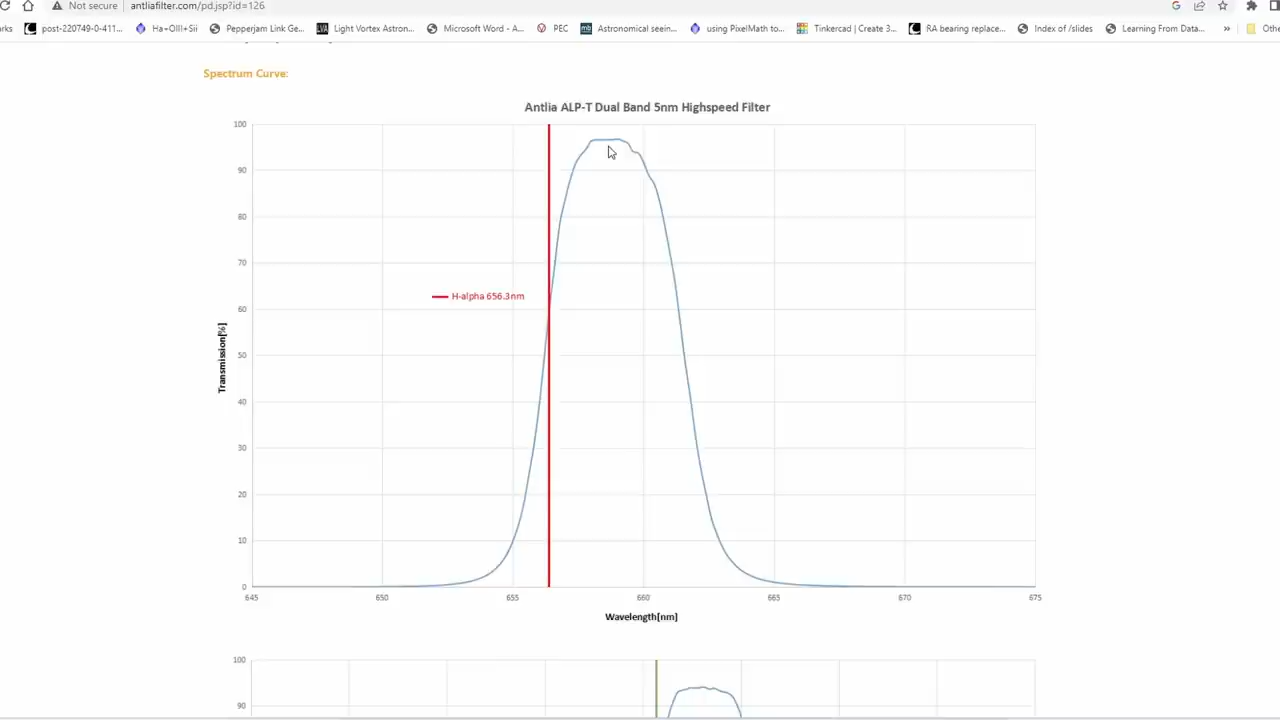 Not secure antliafilter.com/pd.jsp?id=126
post-220749-0-411... Ha+OIII+Sii Pepperjam Link Ge... Light Vortex Astron... Microsoft Word - A... PEC Astronomical seein... using PixelMath to... Tinkercad | Create 3... RA bearing replace... Index of /slides Learning From Data... »
Spectrum Curve:
Antlia ALP-T Dual Band 5nm Highspeed Filter
100
90
80
70
H-alpha 656.3nm
60
Transmission[%]
50
40
30
20
10
0
645 650 655 660 665 670 675
Wavelength[nm]
100
90